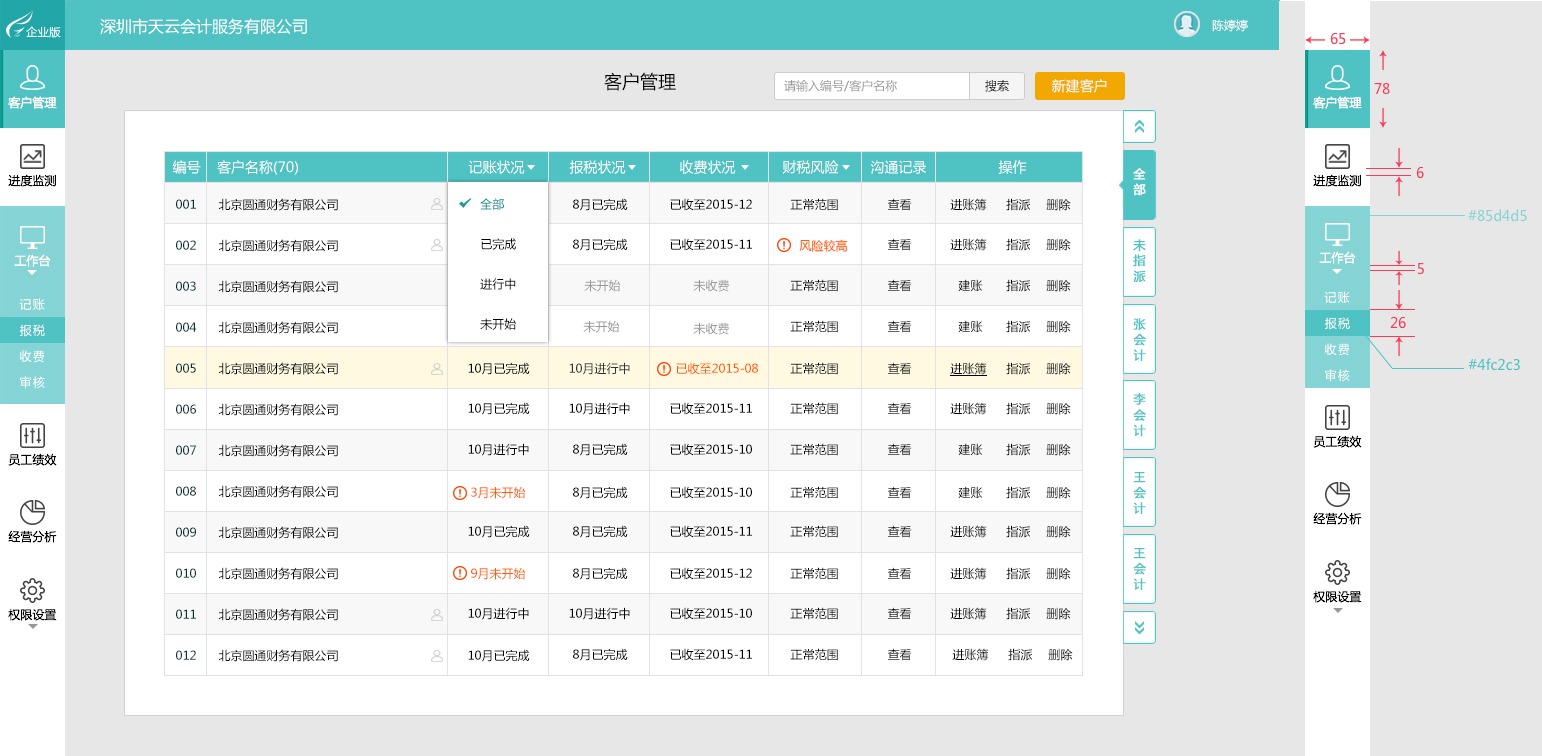 企业版
深圳市天云会计服务有限公司
陈婷婷
客户管理
进度监测
工作台
记账
报税
收费
审核
员工绩效
经营分析
权限设置
客户管理
请输入编号/客户名称
搜索
新建客户
编号 客户名称(70) 记账状况 报税状况 收费状况 财税风险 沟通记录 操作
001 北京圆通财务有限公司 8月已完成 已收至2015-12 正常范围 查看 进账簿 指派 删除
002 北京圆通财务有限公司 8月已完成 已收至2015-11 风险较高 查看 进账簿 指派 删除
003 北京圆通财务有限公司 未开始 未收费 正常范围 查看 建账 指派 删除
004 北京圆通财务有限公司 未开始 未收费 正常范围 查看 建账 指派 删除
全部
已完成
进行中
未开始
005 北京圆通财务有限公司 10月已完成 10月进行中 已收至2015-08 正常范围 查看 进账簿 指派 删除
006 北京圆通财务有限公司 10月已完成 10月进行中 已收至2015-11 正常范围 查看 进账簿 指派 删除
007 北京圆通财务有限公司 10月进行中 8月已完成 已收至2015-10 正常范围 查看 建账 指派 删除
008 北京圆通财务有限公司 3月未开始 8月已完成 已收至2015-10 正常范围 查看 建账 指派 删除
009 北京圆通财务有限公司 10月已完成 8月已完成 已收至2015-11 正常范围 查看 进账簿 指派 删除
010 北京圆通财务有限公司 9月未开始 8月已完成 已收至2015-12 正常范围 查看 进账簿 指派 删除
011 北京圆通财务有限公司 10月进行中 10月进行中 已收至2015-10 正常范围 查看 进账簿 指派 删除
012 北京圆通财务有限公司 10月已完成 8月已完成 已收至2015-11 正常范围 查看 进账簿 指派 删除
全部
未指派
张会计
李会计
王会计
王会计
65
客户管理
78
进度监测
6
#85d4d5
工作台
5
记账
报税
26
收费
#4fc2c3
审核
员工绩效
经营分析
权限设置